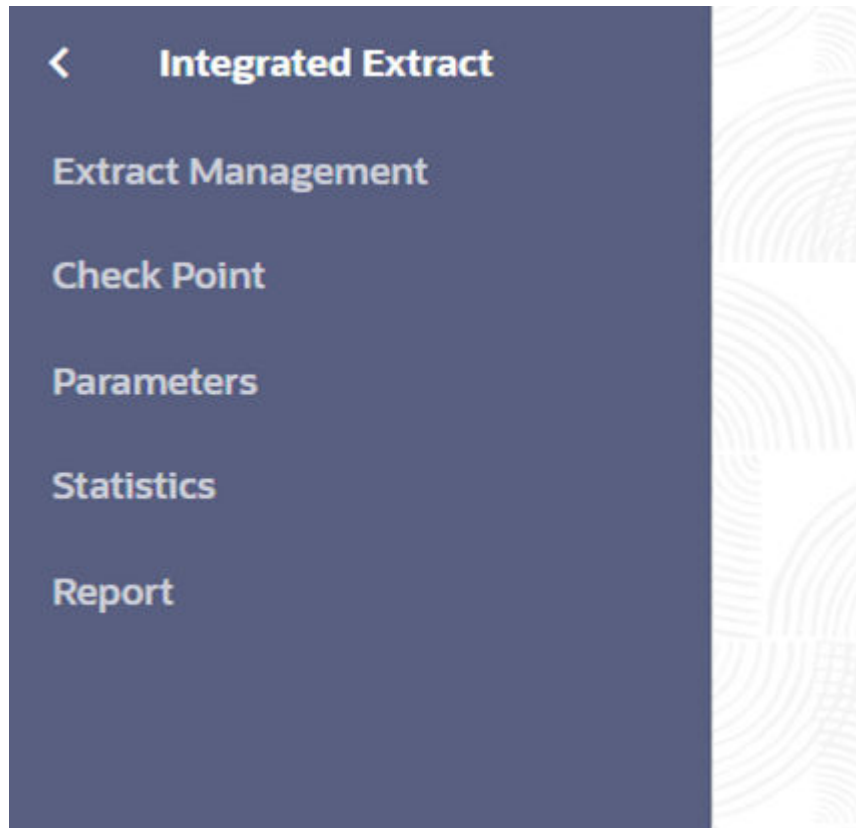 Integrated Extract
Extract Management
Check Point
Parameters
Statistics
Report